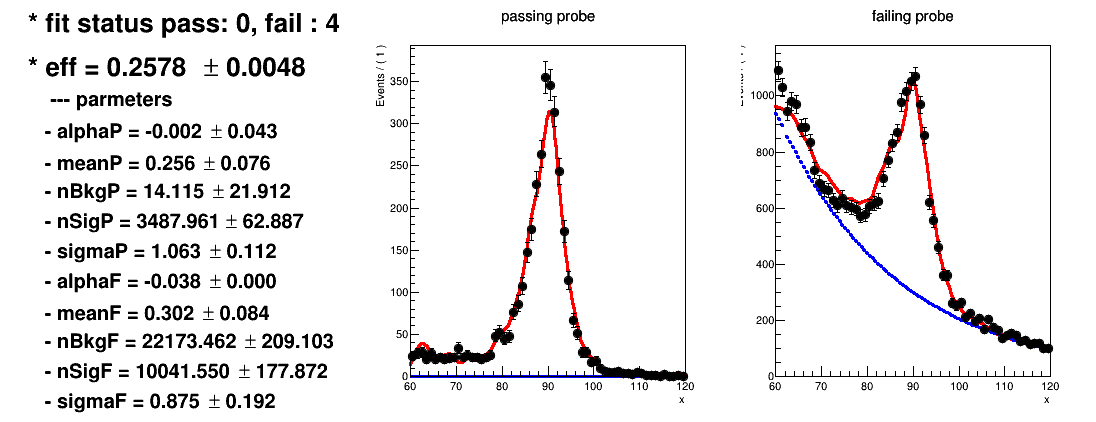 * fit status pass: 0, fail : 4
* eff = 0.2578 ± 0.0048
--- parmeters
- alphaP = -0.002 ± 0.043
- meanP = 0.256 ± 0.076
- nBkgP = 14.115 ± 21.912
- nSigP = 3487.961 ± 62.887
- sigmaP = 1.063 ± 0.112
- alphaF = -0.038 ± 0.000
- meanF = 0.302 ± 0.084
- nBkgF = 22173.462 ± 209.103
- nSigF = 10041.550 ± 177.872
- sigmaF = 0.875 ± 0.192
passing probe
Events / ( 1 )
350
300
250
200
150
100
50
0
60 70 80 90 100 110 120
x
failing probe
1000
800
600
400
200
0
60 70 80 90 100 110 120
x